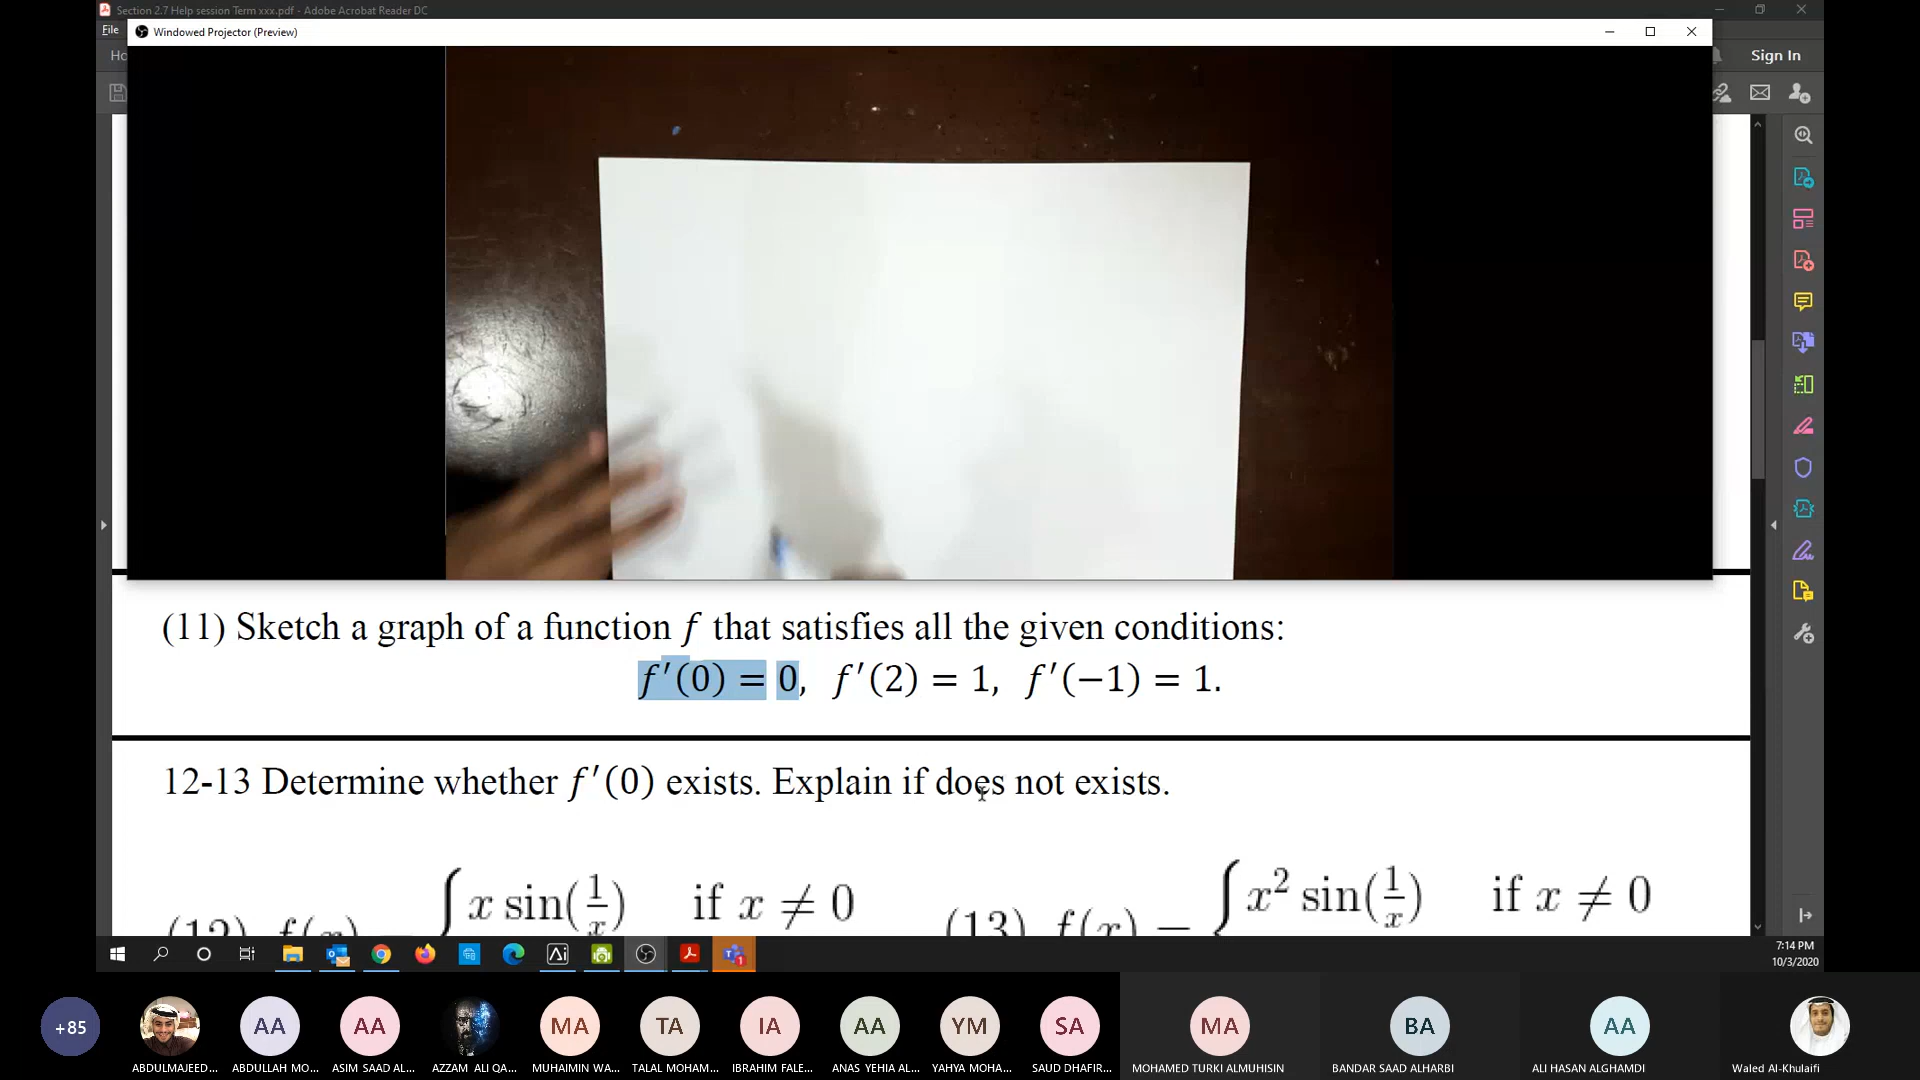 Section 2.7 Help session Term xxx.pdf - Adobe Acrobat Reader DC
File
Windowed Projector (Preview)
Ho
Sign In
(11) Sketch a graph of a function f that satisfies all the given conditions:
f′(0) = 0, f′(2) = 1, f′(−1) = 1.
12-13 Determine whether f′(0) exists. Explain if does not exists.
(12) f(x) = { x sin(1/x) if x ≠ 0
(13) f(x) = { x² sin(1/x) if x ≠ 0
7:14 PM
10/3/2020
+85
AA
AA
MA
TA
IA
AA
YM
SA
MA
BA
AA
ABDULMAJEED...
ABDULLAH MO...
ASIM SAAD AL...
AZZAM ALI QA...
MUHAIMIN WA...
TALAL MOHAM...
IBRAHIM FALE...
ANAS YEHIA AL...
YAHYA MOHA...
SAUD DHAFIR...
MOHAMED TURKI ALMUHISIN
BANDAR SAAD ALHARBI
ALI HASAN ALGHAMDI
Waled Al-Khulaifi